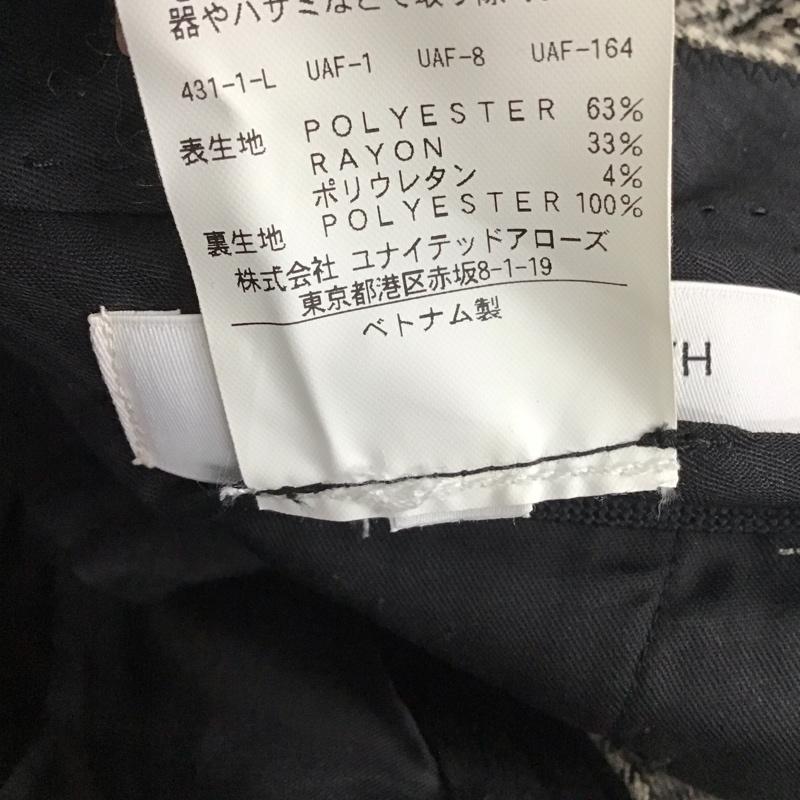 器やハサミなどで取り除
431-1-L UAF-1 UAF-8 UAF-164
表生地 POLYESTER 63%
RAYON 33%
ポリウレタン 4%
裏生地 POLYESTER 100%
株式会社 ユナイテッドアローズ
東京都港区赤坂8-1-19
ベトナム製
H